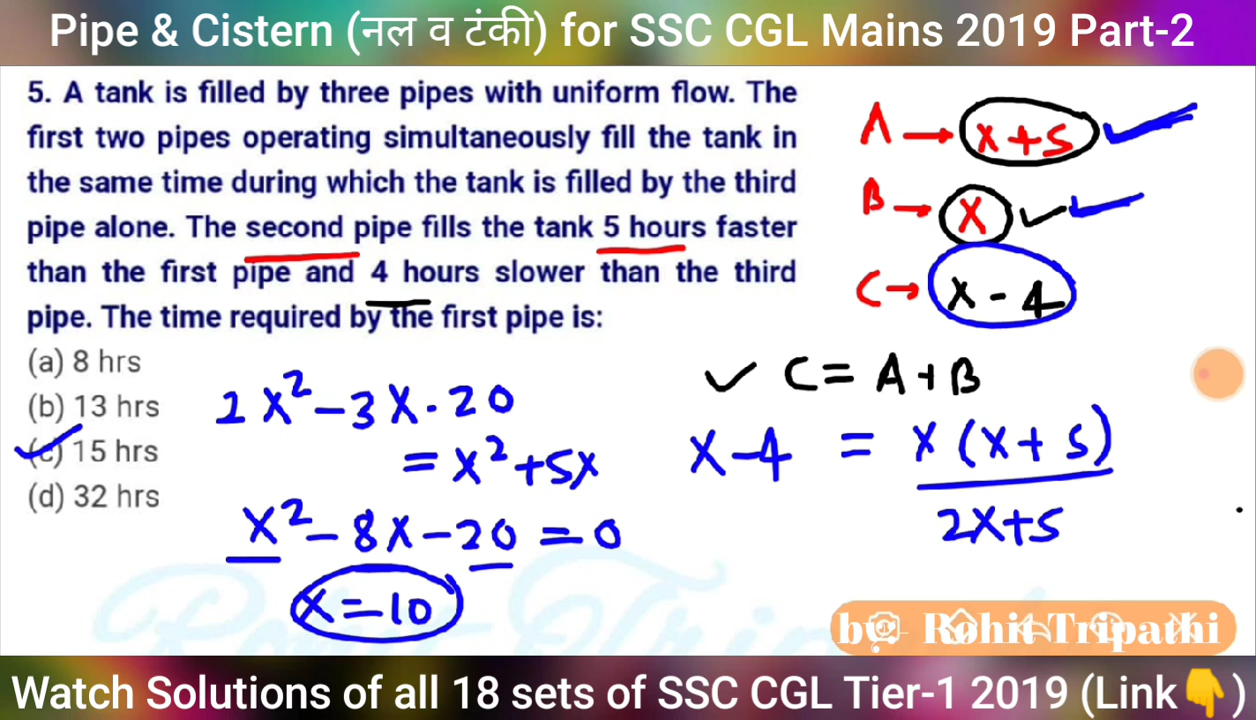 Pipe & Cistern (नल व टंकी) for SSC CGL Mains 2019 Part-2
5. A tank is filled by three pipes with uniform flow. The
first two pipes operating simultaneously fill the tank in
the same time during which the tank is filled by the third
pipe alone. The second pipe fills the tank 5 hours faster
than the first pipe and 4 hours slower than the third
pipe. The time required by the first pipe is:
(a) 8 hrs
(b) 13 hrs
(c) 15 hrs
(d) 32 hrs
A → x+5
B → x
C → x-4
C = A+B
x-4 = x(x+5)
2x+5
2x²-3x-20
= x²+5x
x²-8x-20=0
x=10
by: Rohit Tripathi
Watch Solutions of all 18 sets of SSC CGL Tier-1 2019 (Link👇)